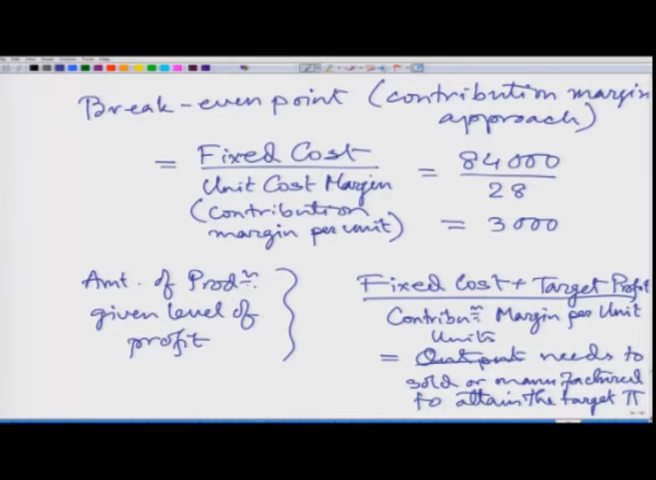 Break-even point (contribution margin
approach)
= Fixed Cost / Unit Cost Margin = 84000 / 28
(contribution
margin per unit) = 3000
Amt. of Prodn.
given level of
profit }
Fixed Cost + Target Profit
Contribun Margin per Unit
Units
= needs to
sold or manufactured
to attain the target π